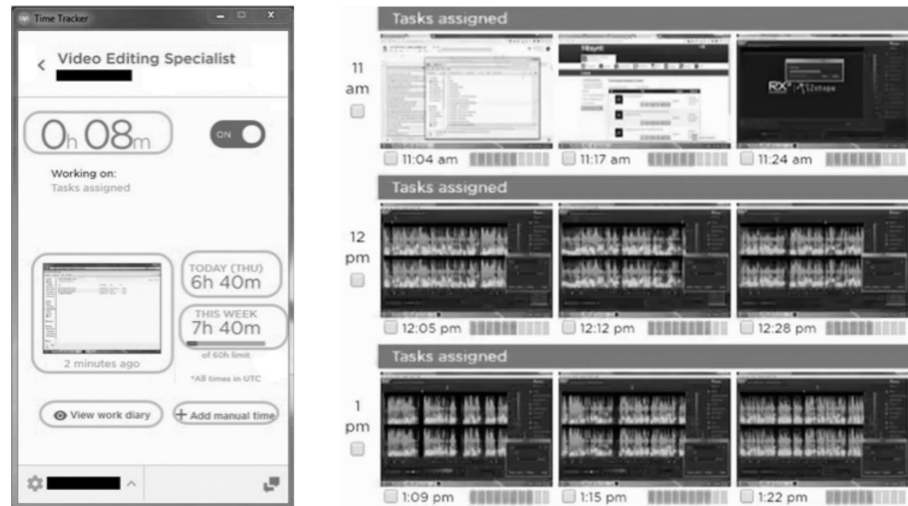 Time Tracker
Video Editing Specialist
0h 08m
ON
Working on:
Tasks assigned
TODAY (THU)
6h 40m
THIS WEEK
7h 40m
of 60h limit
*All times in UTC
2 minutes ago
View work diary
+ Add manual time
Tasks assigned
11 am
RX² iZotope
11:04 am
11:17 am
11:24 am
Tasks assigned
12 pm
12:05 pm
12:12 pm
12:28 pm
Tasks assigned
1 pm
1:09 pm
1:15 pm
1:22 pm